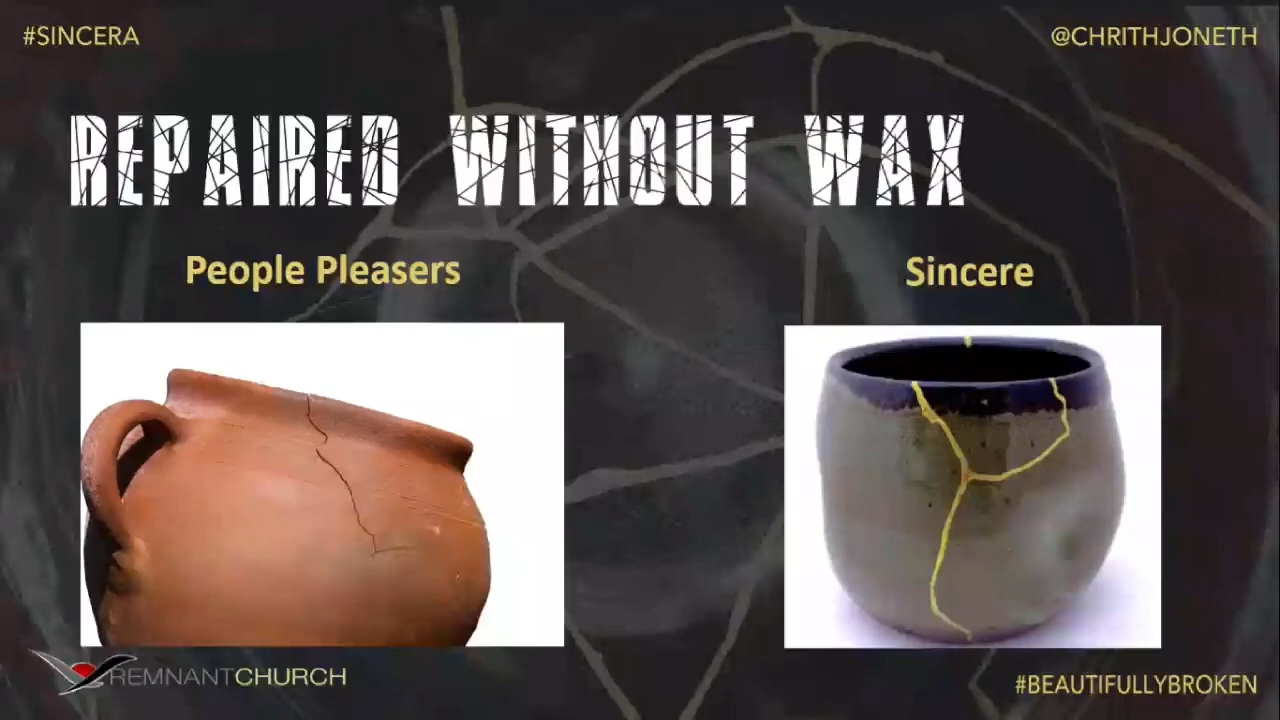 #SINCERA
@CHRITHJONETH
REPAIRED WITHOUT WAX
People Pleasers
Sincere
REMNANTCHURCH
#BEAUTIFULLYBROKEN